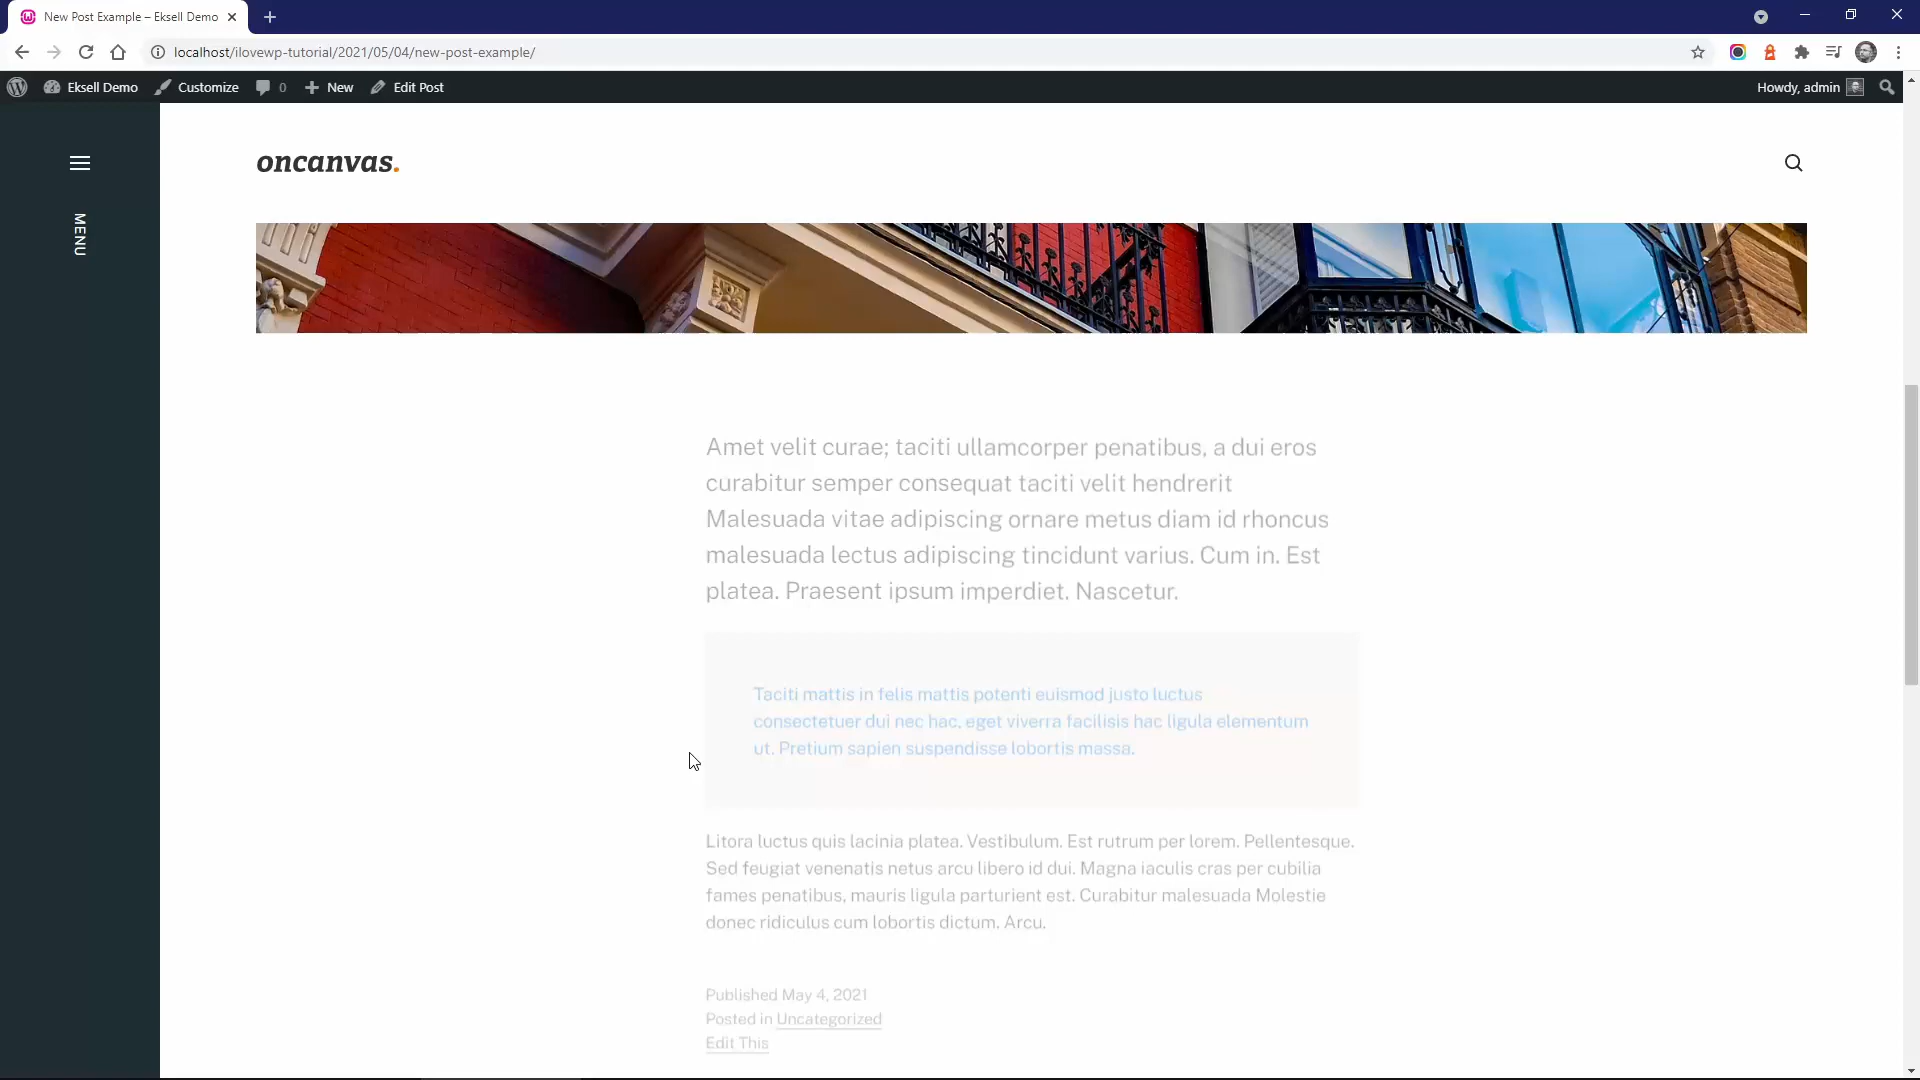 New Post Example – Eksell Demo
localhost/ilovewp-tutorial/2021/05/04/new-post-example/
Eksell Demo Customize 0 New Edit Post Howdy, admin
MENU
oncanvas.
Amet velit curae; taciti ullamcorper penatibus, a dui eros
curabitur semper consequat taciti velit hendrerit
Malesuada vitae adipiscing ornare metus diam id rhoncus
malesuada lectus adipiscing tincidunt varius. Cum in. Est
platea. Praesent ipsum imperdiet. Nascetur.
Taciti mattis in felis mattis potenti euismod justo luctus
consectetuer dui nec hac, eget viverra facilisis hac ligula elementum
ut. Pretium sapien suspendisse lobortis massa.
Litora luctus quis lacinia platea. Vestibulum. Est rutrum per lorem. Pellentesque.
Sed feugiat venenatis netus arcu libero id dui. Magna iaculis cras per cubilia
fames penatibus, mauris ligula parturient est. Curabitur malesuada Molestie
donec ridiculus cum lobortis dictum. Arcu.
Published May 4, 2021
Posted in Uncategorized
Edit This